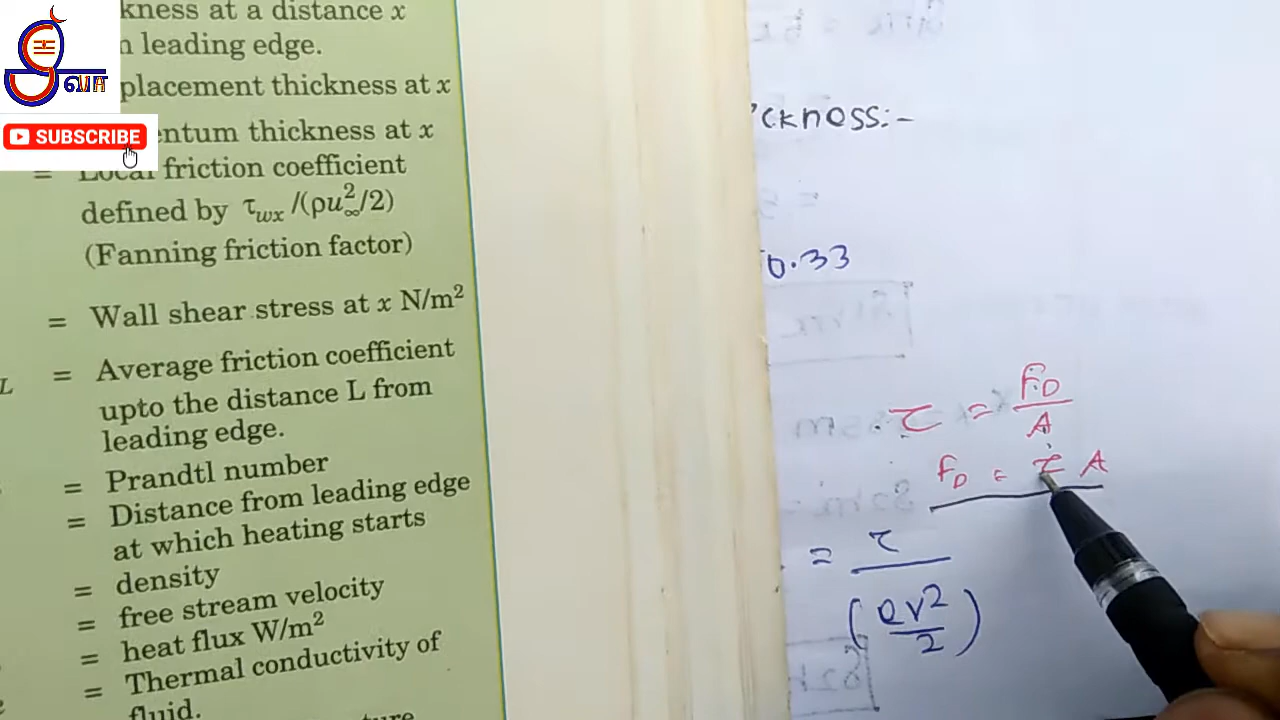 kness at a distance x
leading edge.
placement thickness at x
entum thickness at x
= Local friction coefficient
defined by τwx /(ρu²∞/2)
(Fanning friction factor)
= Wall shear stress at x N/m²
L = Average friction coefficient
upto the distance L from
leading edge.
= Prandtl number
= Distance from leading edge
at which heating starts
= density
= free stream velocity
= heat flux W/m²
= Thermal conductivity of
fluid.
SUBSCRIBE
ckness:-
0.33
τ = FD/A
FD = τ A
= τ/(ρv²/2)